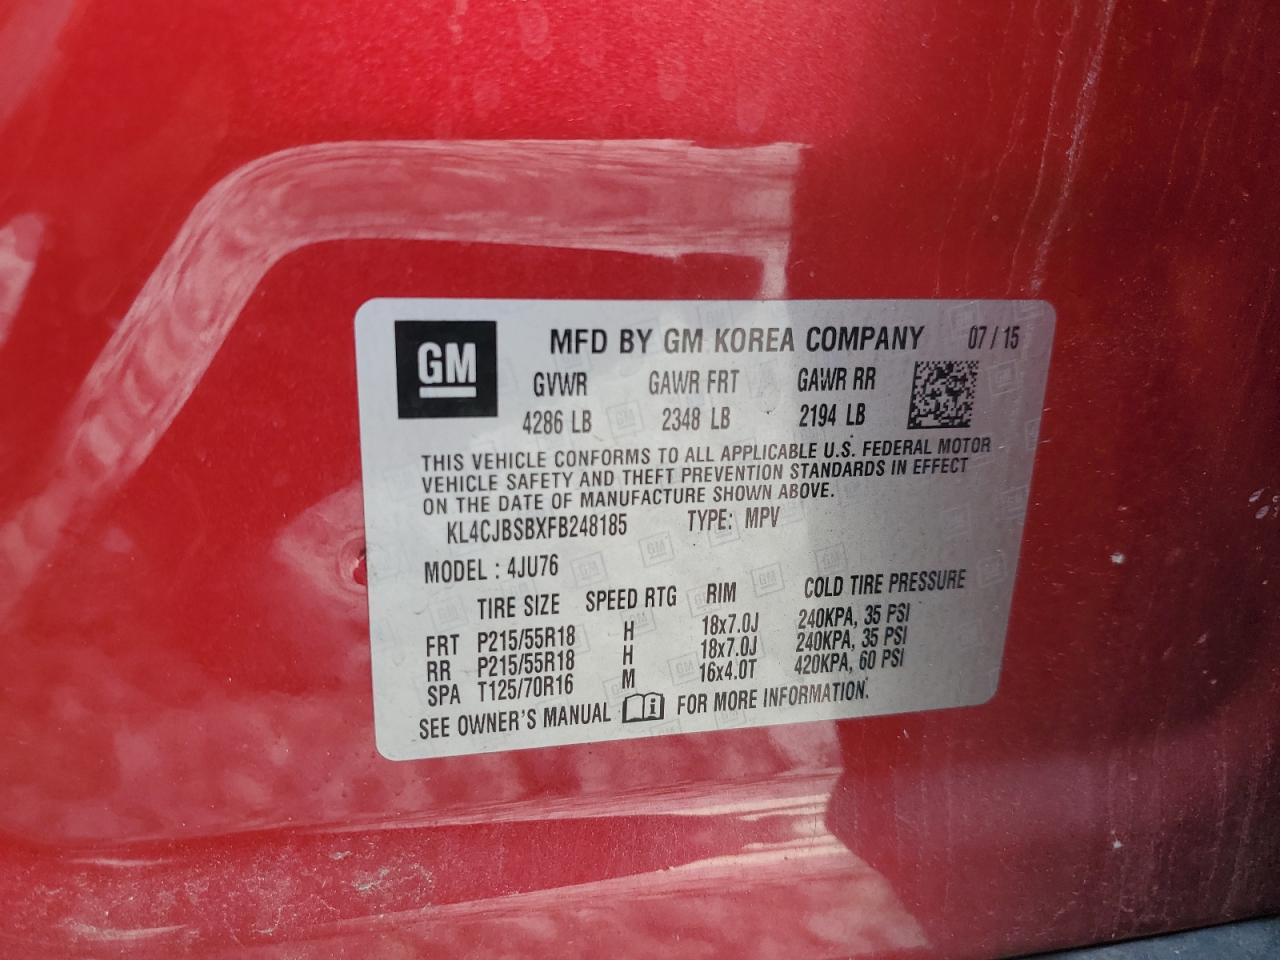 GM MFD BY GM KOREA COMPANY 07 / 15
GVWR GAWR FRT GAWR RR
4286 LB 2348 LB 2194 LB
THIS VEHICLE CONFORMS TO ALL APPLICABLE U.S. FEDERAL MOTOR
VEHICLE SAFETY AND THEFT PREVENTION STANDARDS IN EFFECT
ON THE DATE OF MANUFACTURE SHOWN ABOVE.
KL4CJBSBXFB248185 TYPE: MPV
MODEL : 4JU76
TIRE SIZE SPEED RTG RIM COLD TIRE PRESSURE
FRT P215/55R18 H 18x7.0J 240KPA, 35 PSI
RR P215/55R18 H 18x7.0J 240KPA, 35 PSI
SPA T125/70R16 M 16x4.0T 420KPA, 60 PSI
SEE OWNER'S MANUAL i FOR MORE INFORMATION.